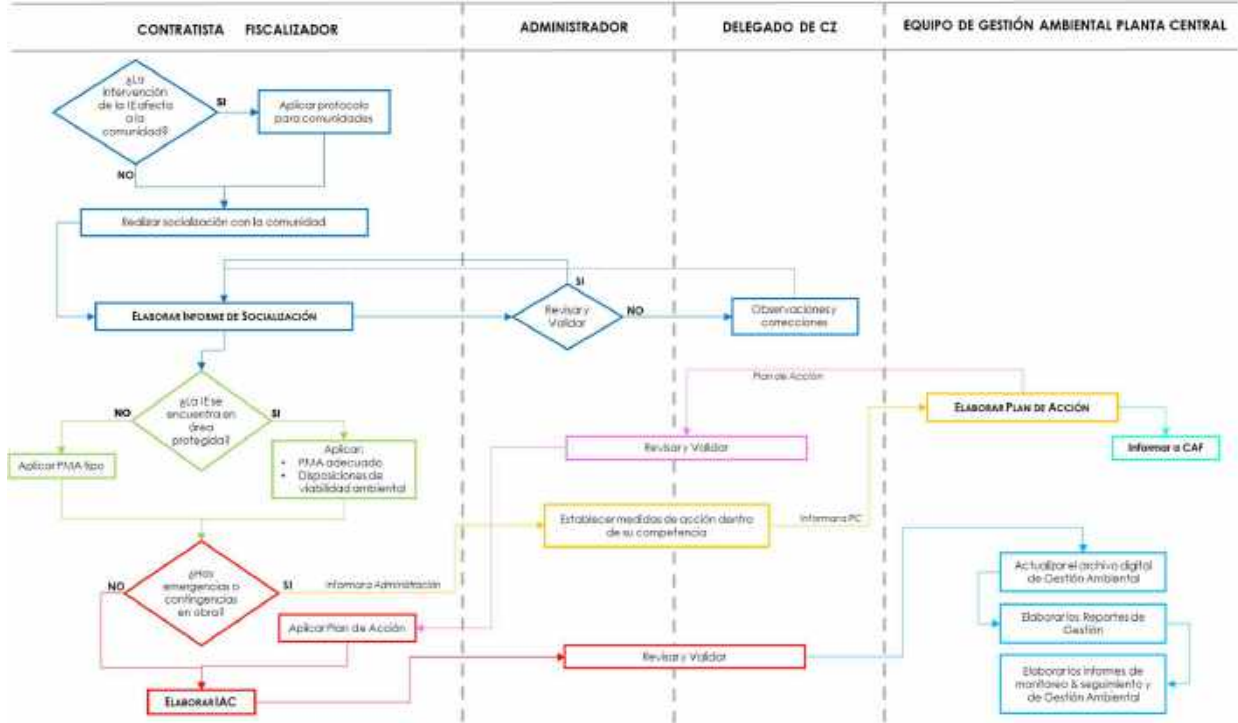 CONTRATISTA FISCALIZADOR
ADMINISTRADOR
DELEGADO DE CZ
EQUIPO DE GESTIÓN AMBIENTAL PLANTA CENTRAL
¿La
intervención
de la IE afecta
a la
comunidad?
SI
Aplicar protocolo
para comunidades
NO
Realizar socialización con la comunidad
ELABORAR INFORME DE SOCIALIZACIÓN
SI
Revisar y
Validar
NO
Observaciones y
correcciones
¿La IE se
encuentra en
área
protegida?
NO
SI
Aplicar PMA tipo
Aplicar:
• PMA adecuado
• Disposiciones de
viabilidad ambiental
Plan de Acción
ELABORAR PLAN DE ACCIÓN
Revisar y Validar
Informar a CAF
Establecer medidas de acción dentro
de su competencia
Informar a PC
¿Hay
emergencias o
contingencias
en obra?
NO
SI
Informar a Administración
Aplicar Plan de Acción
Actualizar el archivo digital
de Gestión Ambiental
Elaborar los Reportes de
Gestión
Revisar y Validar
Elaborar los informes de
monitoreo & seguimiento y
de Gestión Ambiental
ELABORAR IAC